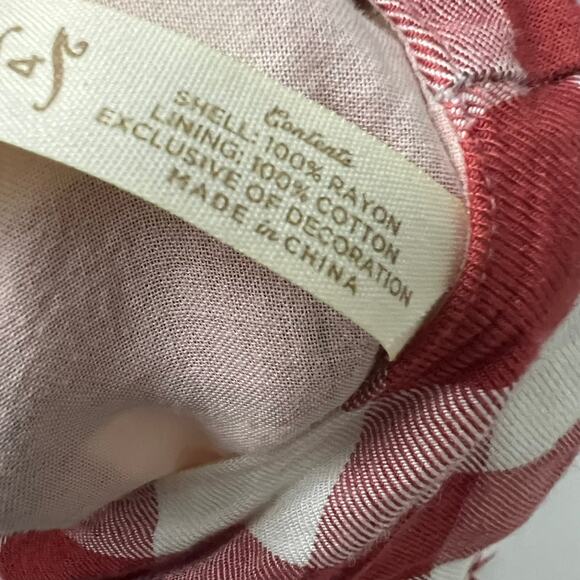 Contents
SHELL: 100% RAYON
LINING: 100% COTTON
EXCLUSIVE OF DECORATION
MADE in CHINA